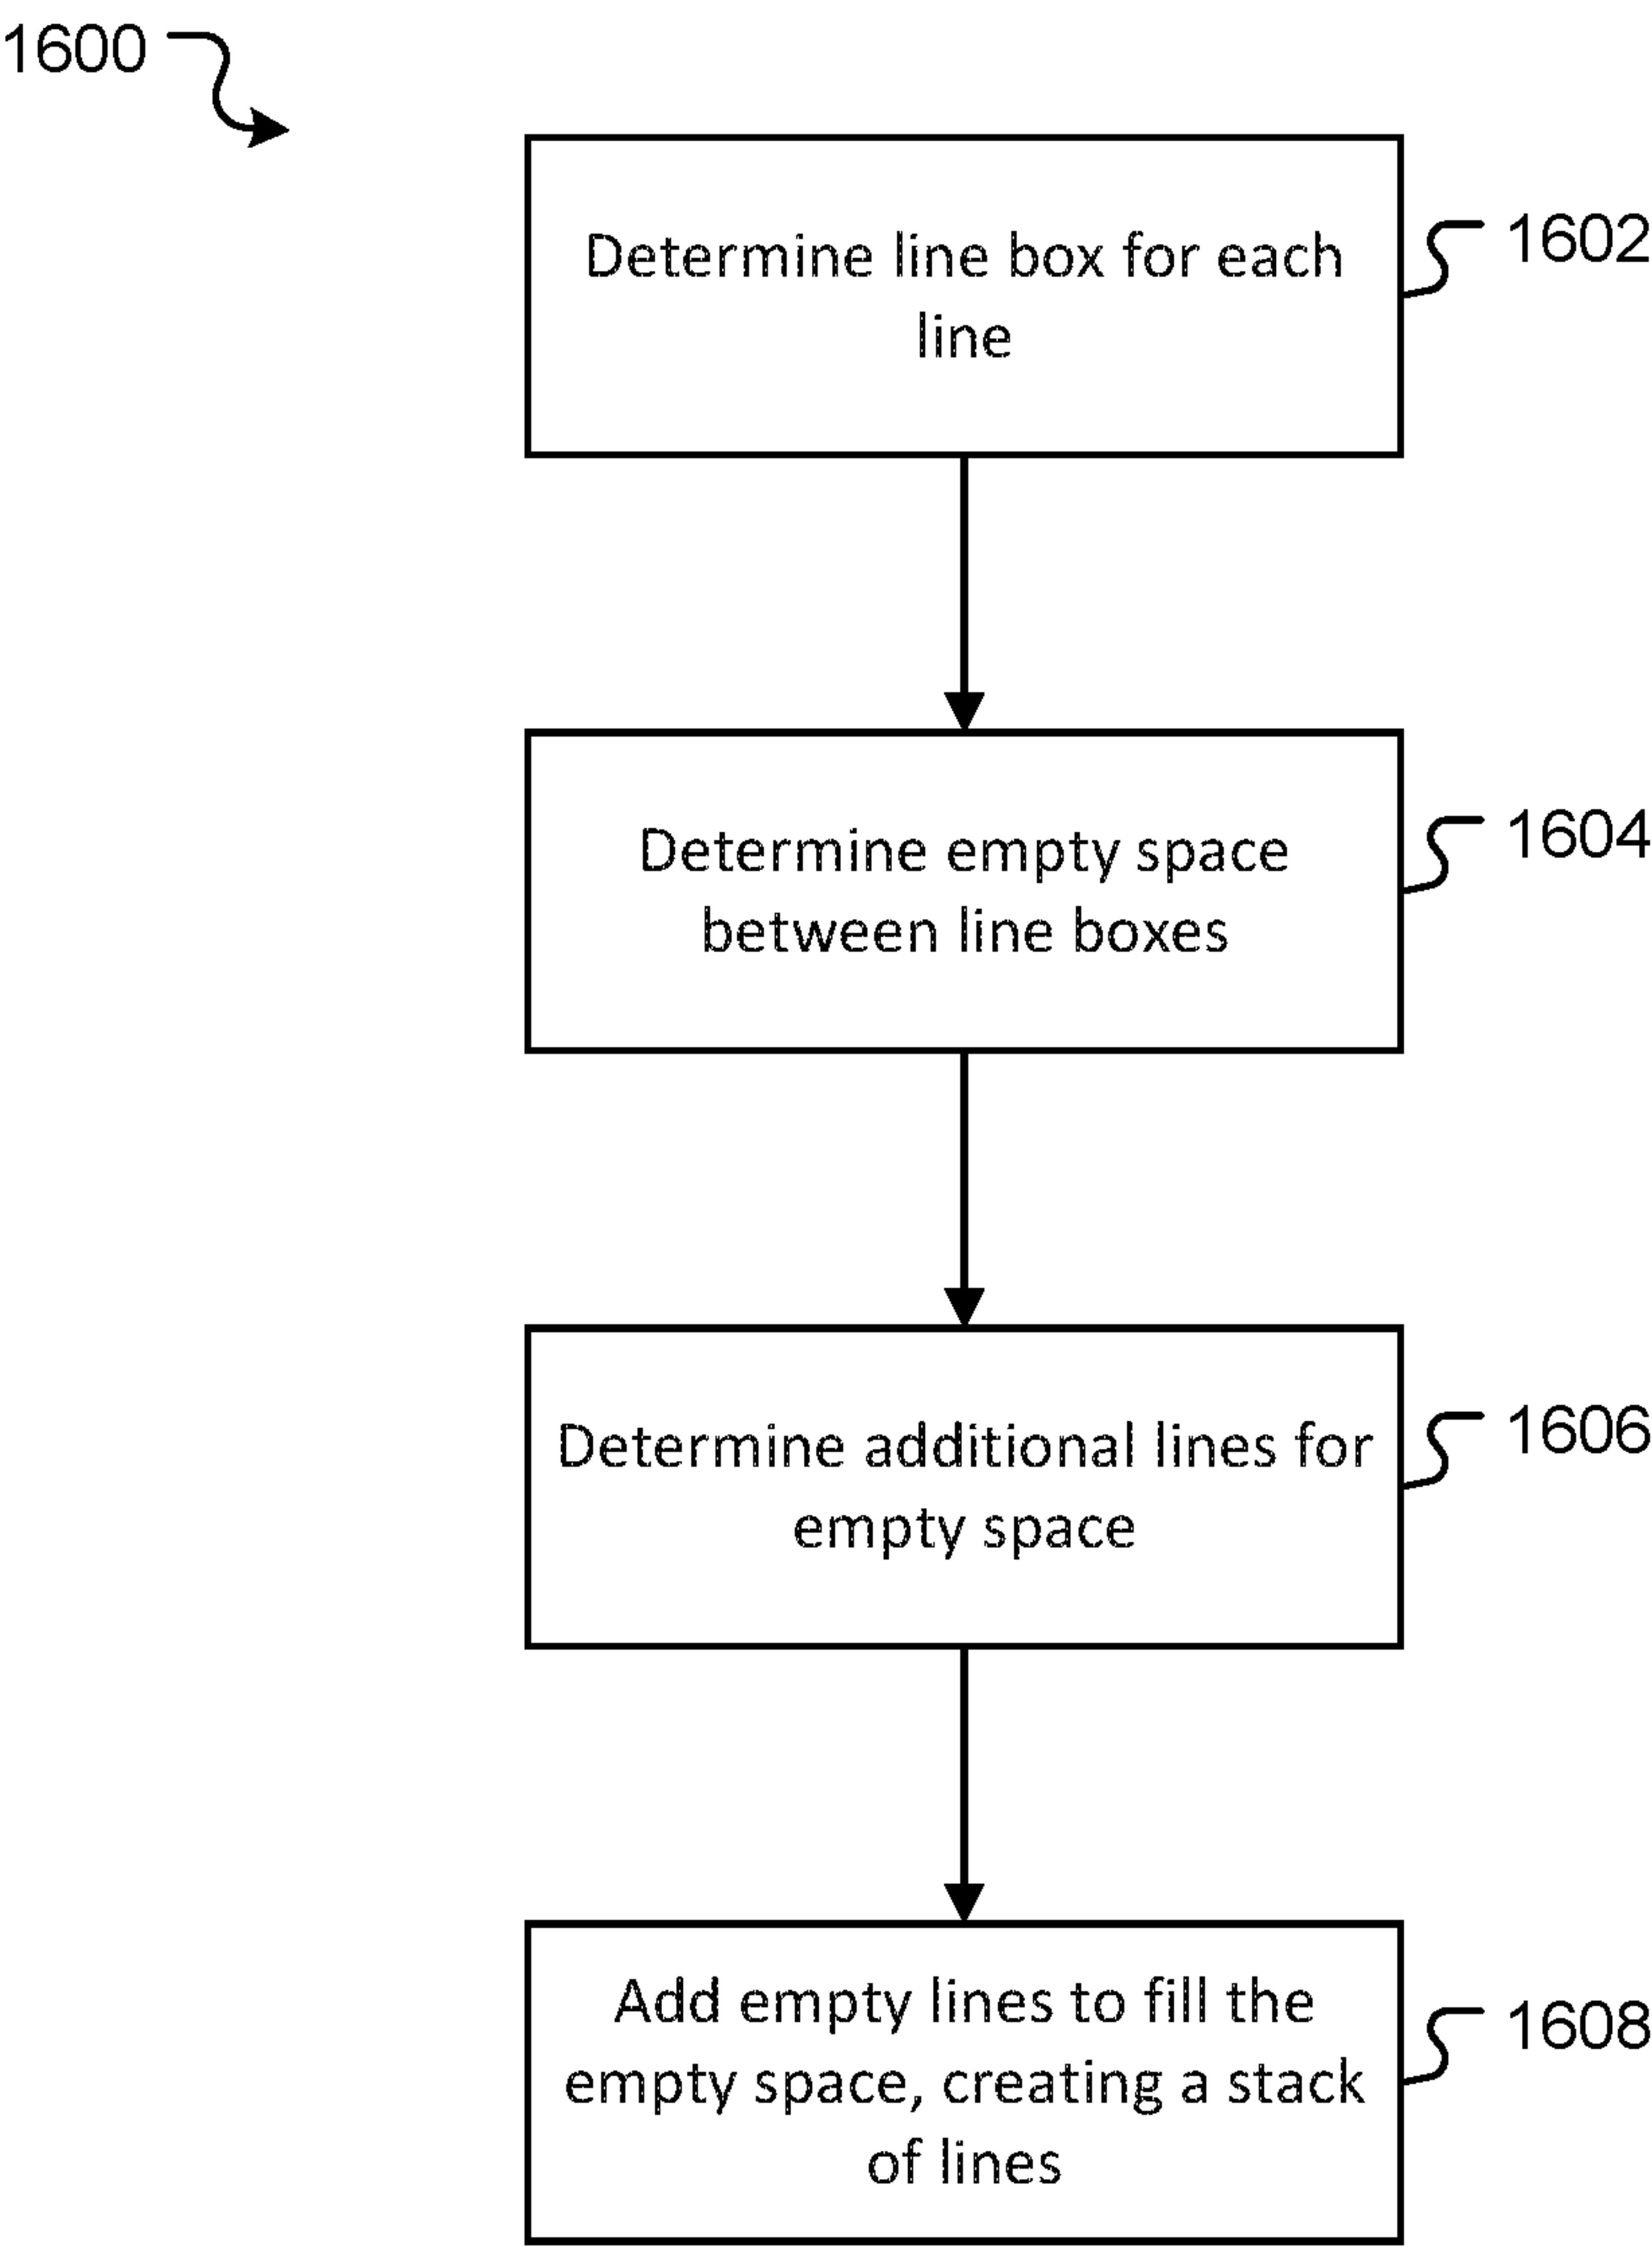 1600
Determine line box for each
line
1602
Determine empty space
between line boxes
1604
Determine additional lines for
empty space
1606
Add empty lines to fill the
empty space, creating a stack
of lines
1608